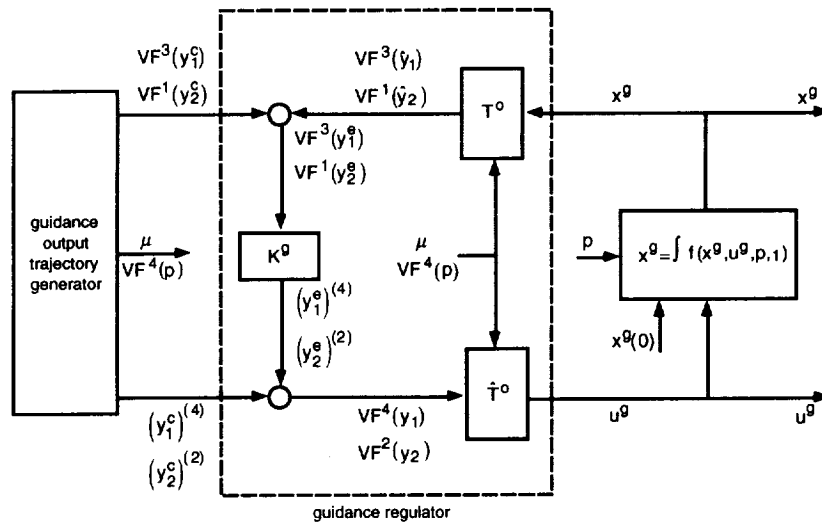 VF³(y₁ᶜ)
VF¹(y₂ᶜ)
VF³(ŷ₁)
VF¹(ŷ₂)
T⁰
xᵍ
xᵍ
VF³(y₁ᵉ)
VF¹(y₂ᵉ)
guidance
output
trajectory
generator
μ
VF⁴(p)
Kᵍ
μ
VF⁴(p)
p
xᵍ=∫ f(xᵍ,uᵍ,p,1)
(y₁ᵉ)⁽⁴⁾
(y₂ᵉ)⁽²⁾
xᵍ(0)
T̂⁰
(y₁ᶜ)⁽⁴⁾
(y₂ᶜ)⁽²⁾
VF⁴(y₁)
VF²(y₂)
uᵍ
uᵍ
guidance regulator